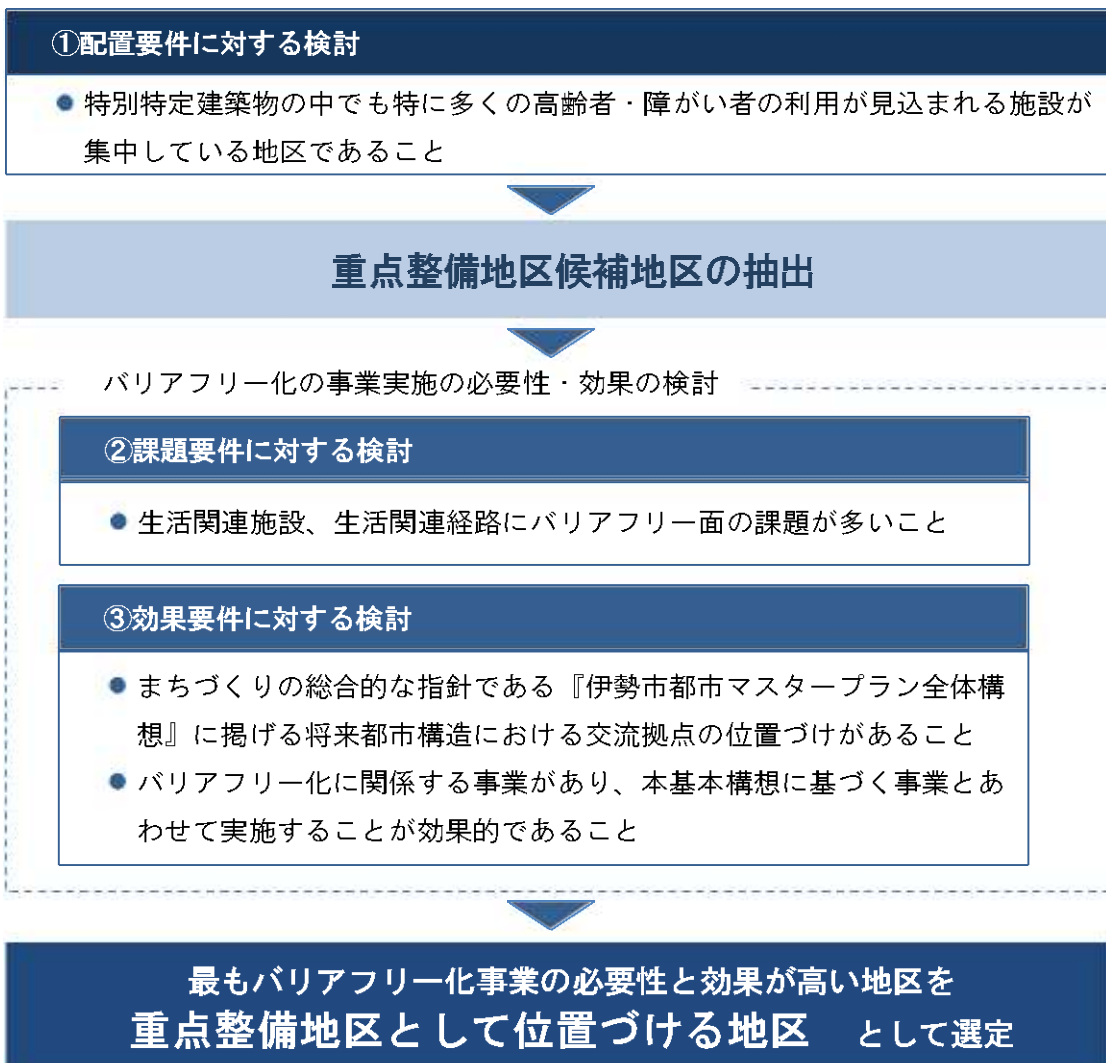 ①配置要件に対する検討
● 特別特定建築物の中でも特に多くの高齢者・障がい者の利用が見込まれる施設が
集中している地区であること
重点整備地区候補地区の抽出
バリアフリー化の事業実施の必要性・効果の検討
②課題要件に対する検討
● 生活関連施設、生活関連経路にバリアフリー面の課題が多いこと
③効果要件に対する検討
● まちづくりの総合的な指針である『伊勢市都市マスタープラン全体構
想』に掲げる将来都市構造における交流拠点の位置づけがあること
● バリアフリー化に関係する事業があり、本基本構想に基づく事業とあ
わせて実施することが効果的であること
最もバリアフリー化事業の必要性と効果が高い地区を
重点整備地区として位置づける地区 として選定